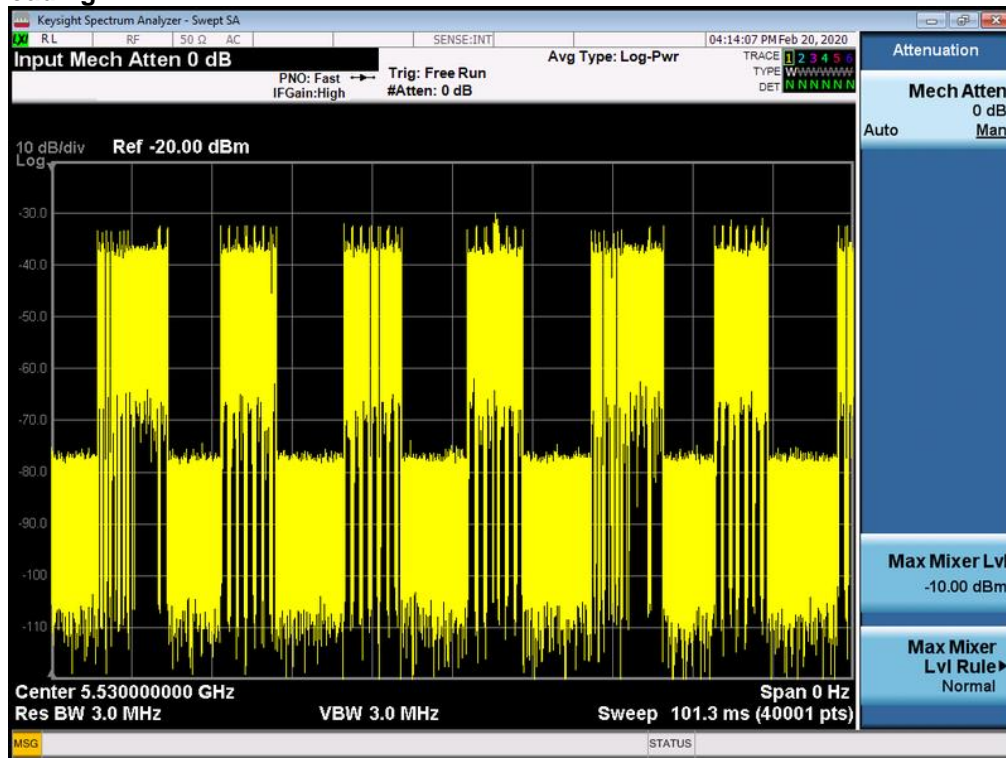 Keysight Spectrum Analyzer - Swept SA
LXI RL RF 50 Ω AC SENSE:INT 04:14:07 PM Feb 20, 2020
Input Mech Atten 0 dB
PNO: Fast
IFGain:High
Trig: Free Run
#Atten: 0 dB
Avg Type: Log-Pwr
TRACE 1 2 3 4 5 6
TYPE WWWWWW
DET N N N N N N
10 dB/div Ref -20.00 dBm
Log
-30.0
-40.0
-50.0
-60.0
-70.0
-80.0
-90.0
-100
-110
Center 5.530000000 GHz Span 0 Hz
Res BW 3.0 MHz VBW 3.0 MHz Sweep 101.3 ms (40001 pts)
MSG STATUS
Attenuation
Mech Atten
0 dB
Auto Man
Max Mixer Lvl
-10.00 dBm
Max Mixer
Lvl Rule
Normal